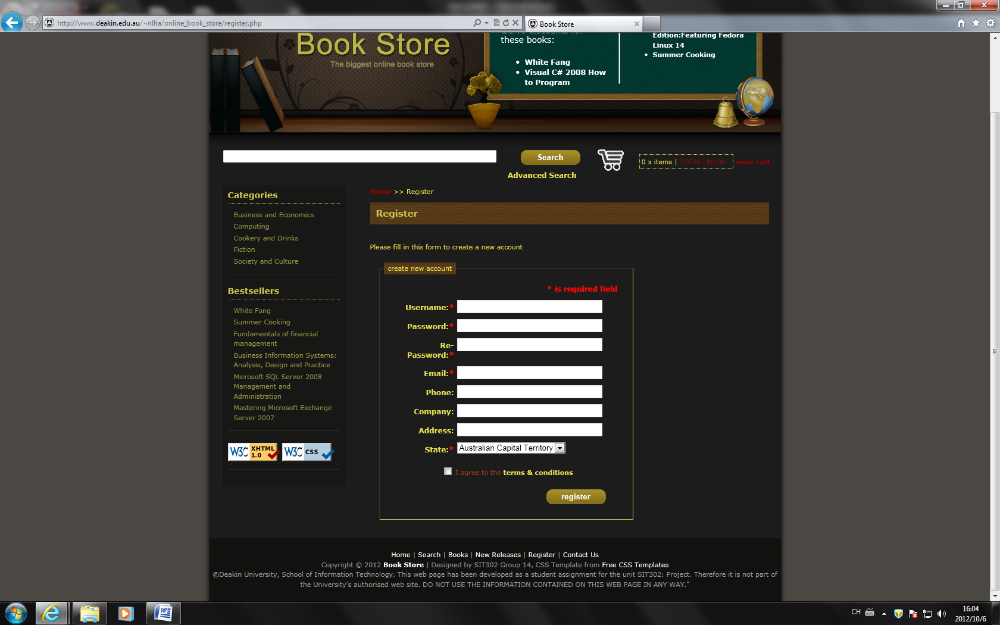 http://www.deakin.edu.au/~nlha/online_book_store/register.php
Book Store
Book Store
The biggest online book store
these books:
• White Fang
• Visual C# 2008 How
to Program
Edition:Featuring Fedora
Linux 14
• Summer Cooking
Search
Advanced Search
0 x items | TOTAL: $0.00 view cart
Categories
Business and Economics
Computing
Cookery and Drinks
Fiction
Society and Culture
Bestsellers
White Fang
Summer Cooking
Fundamentals of financial
management
Business Information Systems:
Analysis, Design and Practice
Microsoft SQL Server 2008
Management and
Administration
Mastering Microsoft Exchange
Server 2007
W3C XHTML 1.0
W3C CSS
Home >> Register
Register
Please fill in this form to create a new account
create new account
* is required field
Username:*
Password:*
Re-
Password:*
Email:*
Phone:
Company:
Address:
State:* Australian Capital Territory
I agree to the terms & conditions
register
Home | Search | Books | New Releases | Register | Contact Us
Copyright © 2012 Book Store | Designed by SIT302 Group 14, CSS Template from Free CSS Templates
©Deakin University, School of Information Technology. This web page has been developed as a student assignment for the unit SIT302: Project. Therefore it is not part of
the University's authorised web site. DO NOT USE THE INFORMATION CONTAINED ON THIS WEB PAGE IN ANY WAY."
CH
16:04
2012/10/6